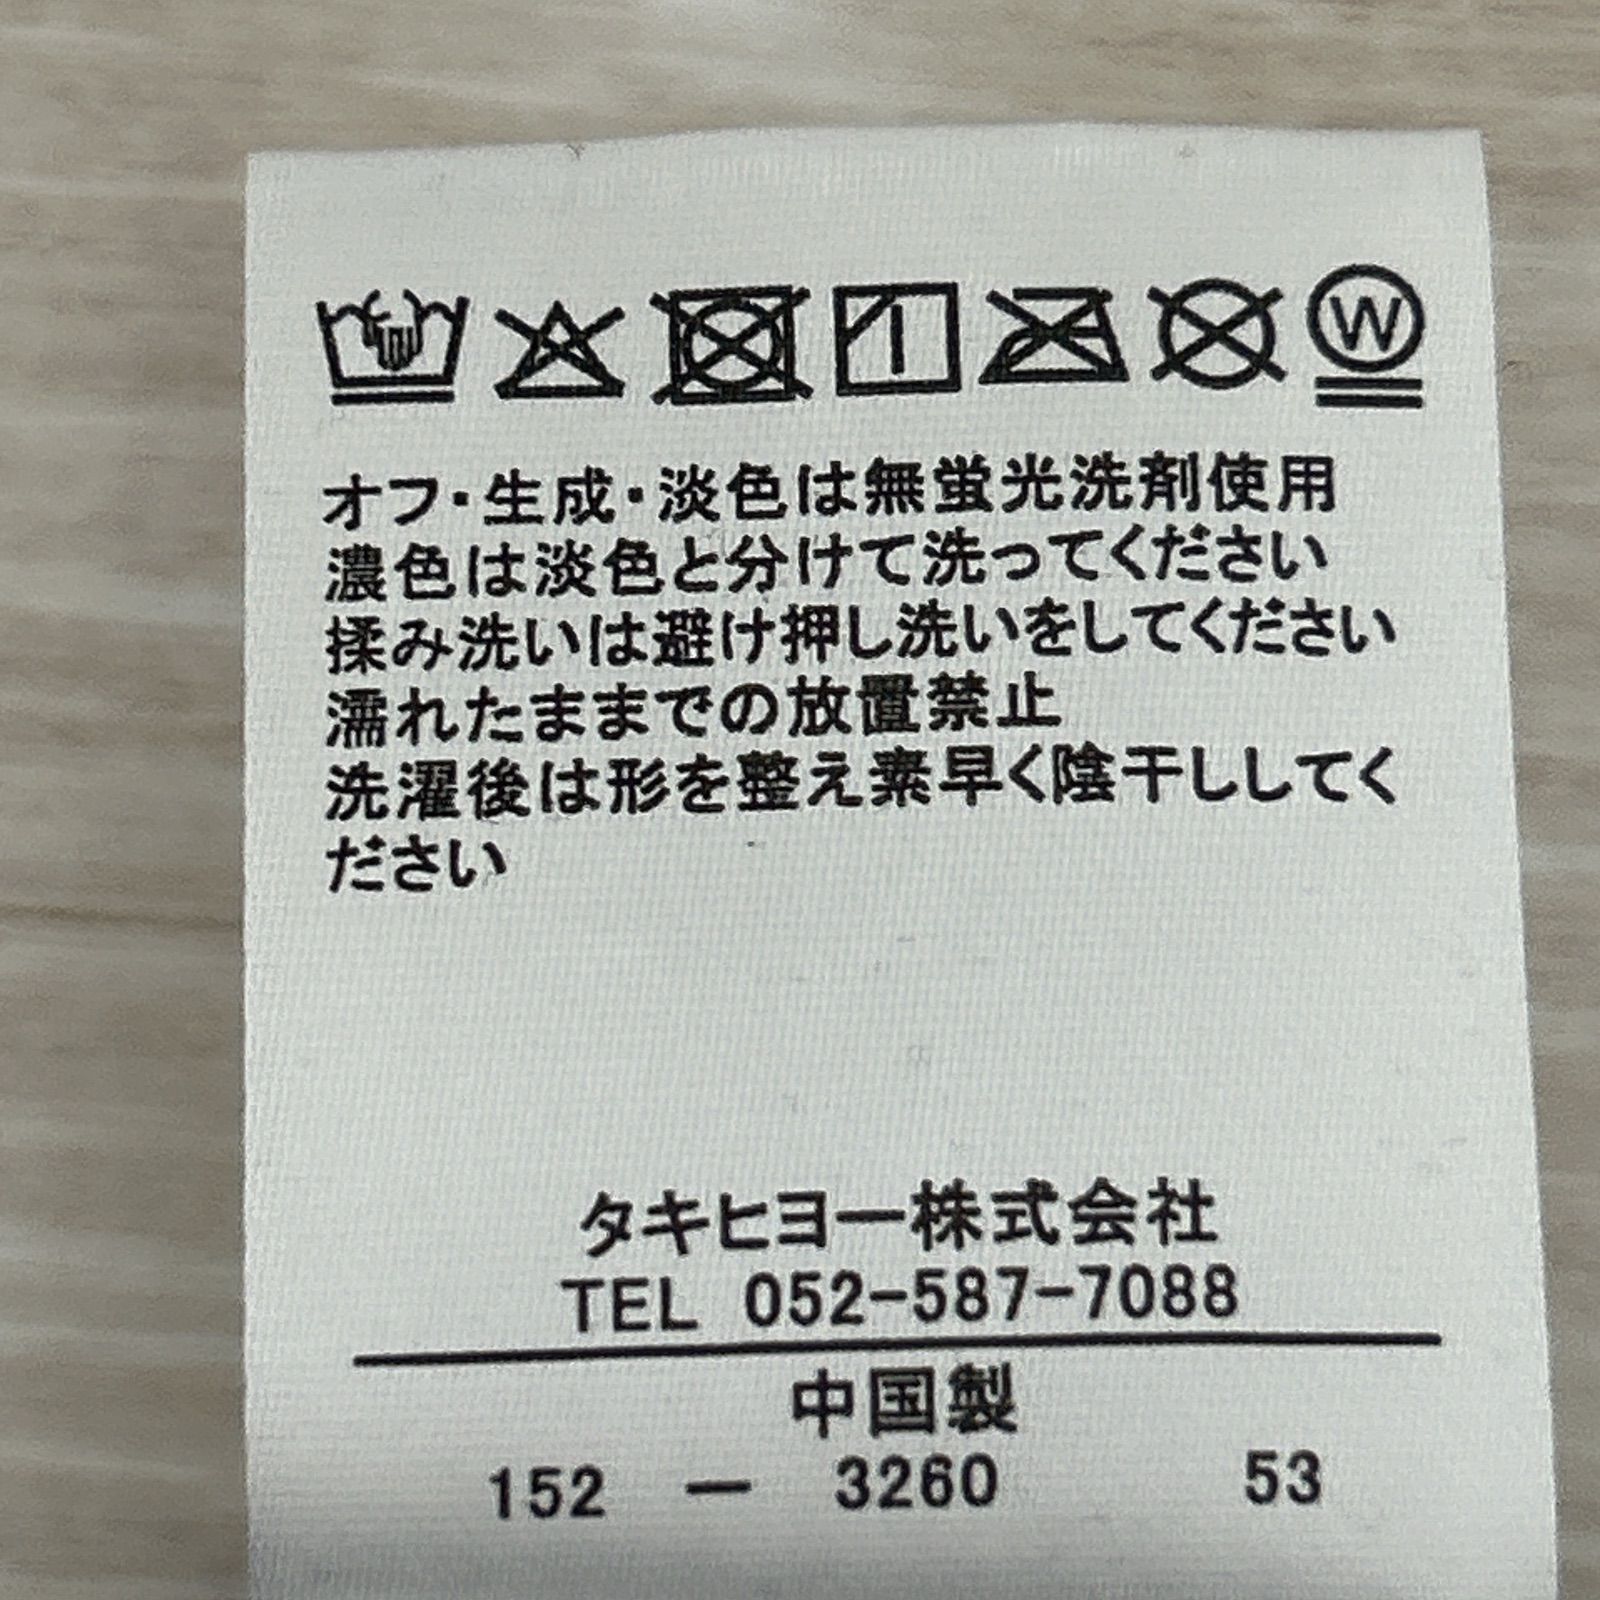 W
オフ・生成・淡色は無蛍光洗剤使用
濃色は淡色と分けて洗ってください
揉み洗いは避け押し洗いをしてください
濡れたままでの放置禁止
洗濯後は形を整え素早く陰干ししてく
ださい
タキヒヨー株式会社
TEL 052-587-7088
中国製
152 － 3260 53